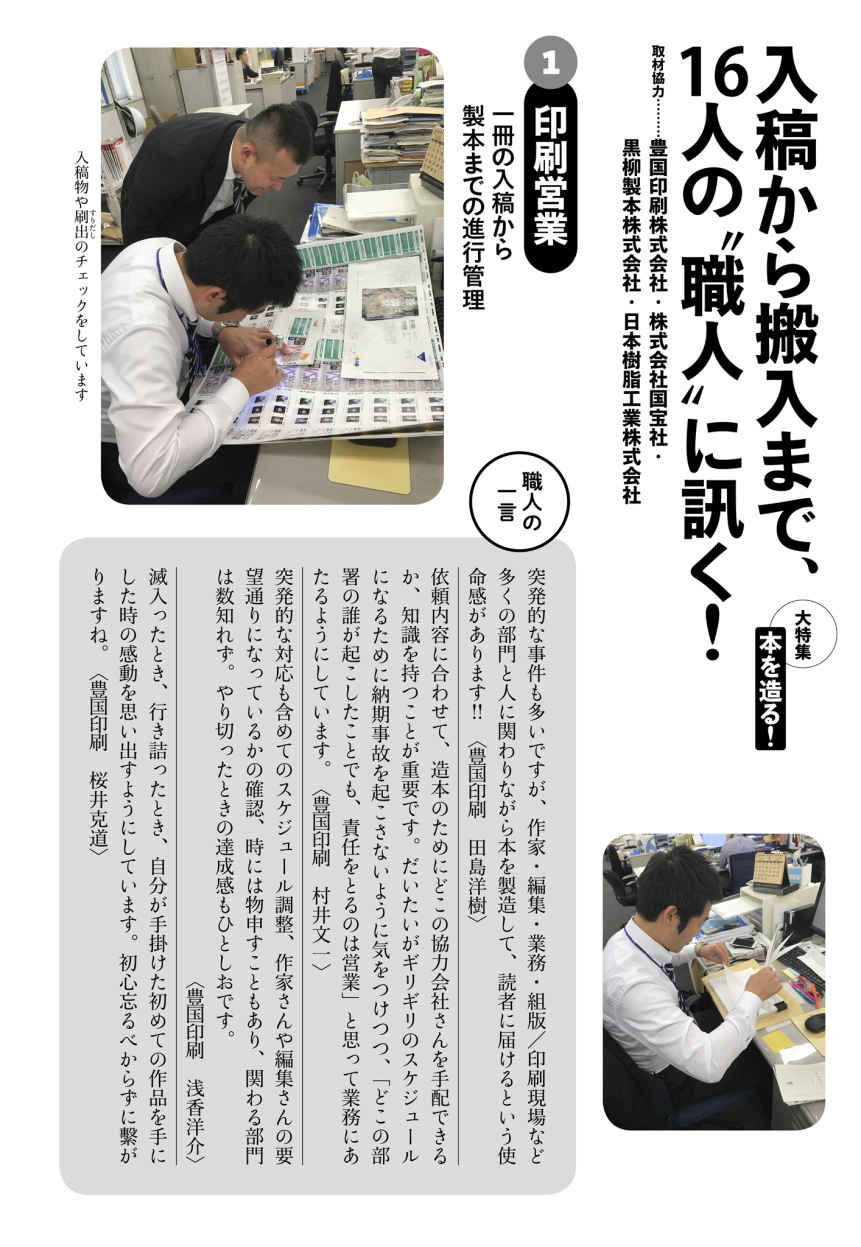 入稿から搬入まで、
16人の〝職人〟に訊く！
大特集
本を造る！
取材協力………豊国印刷株式会社・株式会社国宝社・
黒柳製本株式会社・日本樹脂工業株式会社
1
印刷営業
一冊の入稿から
製本までの進行管理
入稿物や刷出のチェックをしています
すりだし
職人の
一言
突発的な事件も多いですが、作家・編集・業務・組版／印刷現場など
多くの部門と人に関わりながら本を製造して、読者に届けるという使
命感があります!!　〈豊国印刷　田島洋樹〉
依頼内容に合わせて、造本のためにどこの協力会社さんを手配できる
か、知識を持つことが重要です。だいたいがギリギリのスケジュール
になるために納期事故を起こさないように気をつけつつ、「どこの部
署の誰が起こしたことでも、責任をとるのは営業」と思って業務にあ
たるようにしています。　〈豊国印刷　村井文一〉
突発的な対応も含めてのスケジュール調整、作家さんや編集さんの要
望通りになっているかの確認、時には物申すこともあり、関わる部門
は数知れず。やり切ったときの達成感もひとしおです。
〈豊国印刷　浅香洋介〉
滅入ったとき、行き詰ったとき、自分が手掛けた初めての作品を手に
した時の感動を思い出すようにしています。初心忘るべからずに繫が
りますね。　〈豊国印刷　桜井克道〉